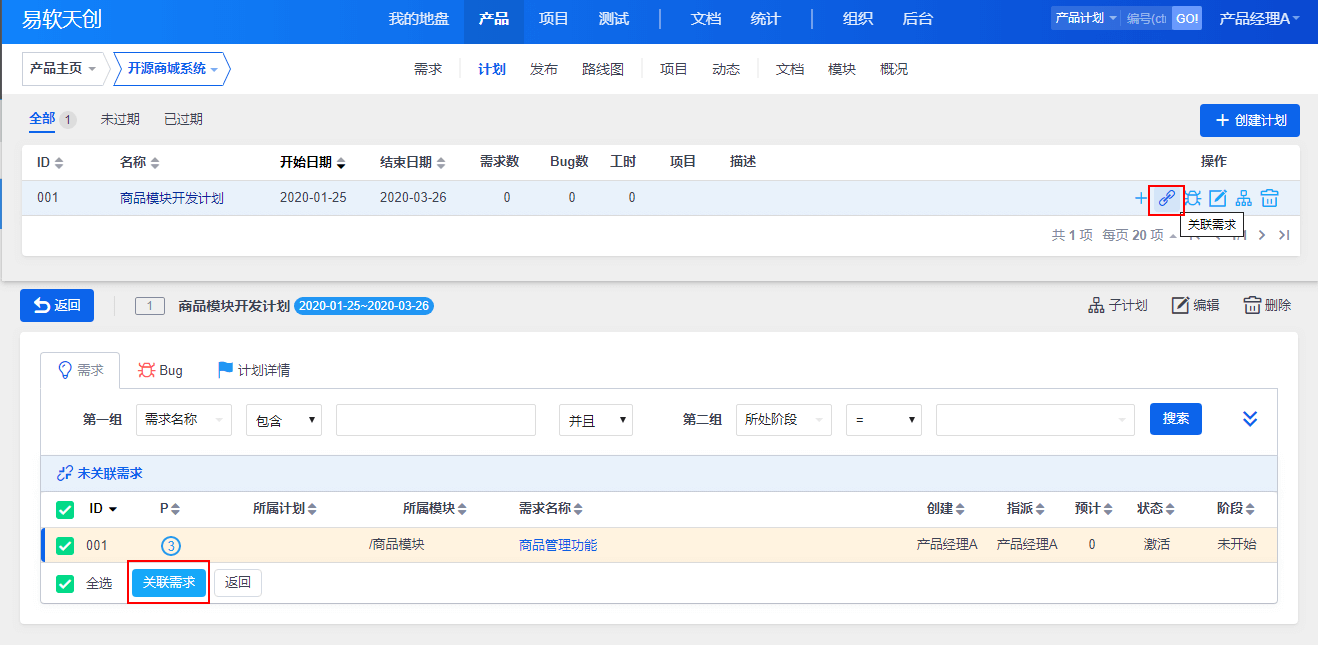 易软天创 我的地盘 产品 项目 测试 文档 统计 组织 后台 产品计划 编号(ct GO! 产品经理A
产品主页 开源商城系统 需求 计划 发布 路线图 项目 动态 文档 模块 概况
全部 1 未过期 已过期 + 创建计划
ID 名称 开始日期 结束日期 需求数 Bug数 工时 项目 描述 操作
001 商品模块开发计划 2020-01-25 2020-03-26 0 0 0
关联需求
共 1 项 每页 20 项
返回 1 商品模块开发计划 2020-01-25~2020-03-26 子计划 编辑 删除
需求 Bug 计划详情
第一组 需求名称 包含 并且 第二组 所处阶段 = 搜索
未关联需求
ID P 所属计划 所属模块 需求名称 创建 指派 预计 状态 阶段
001 3 /商品模块 商品管理功能 产品经理A 产品经理A 0 激活 未开始
全选 关联需求 返回